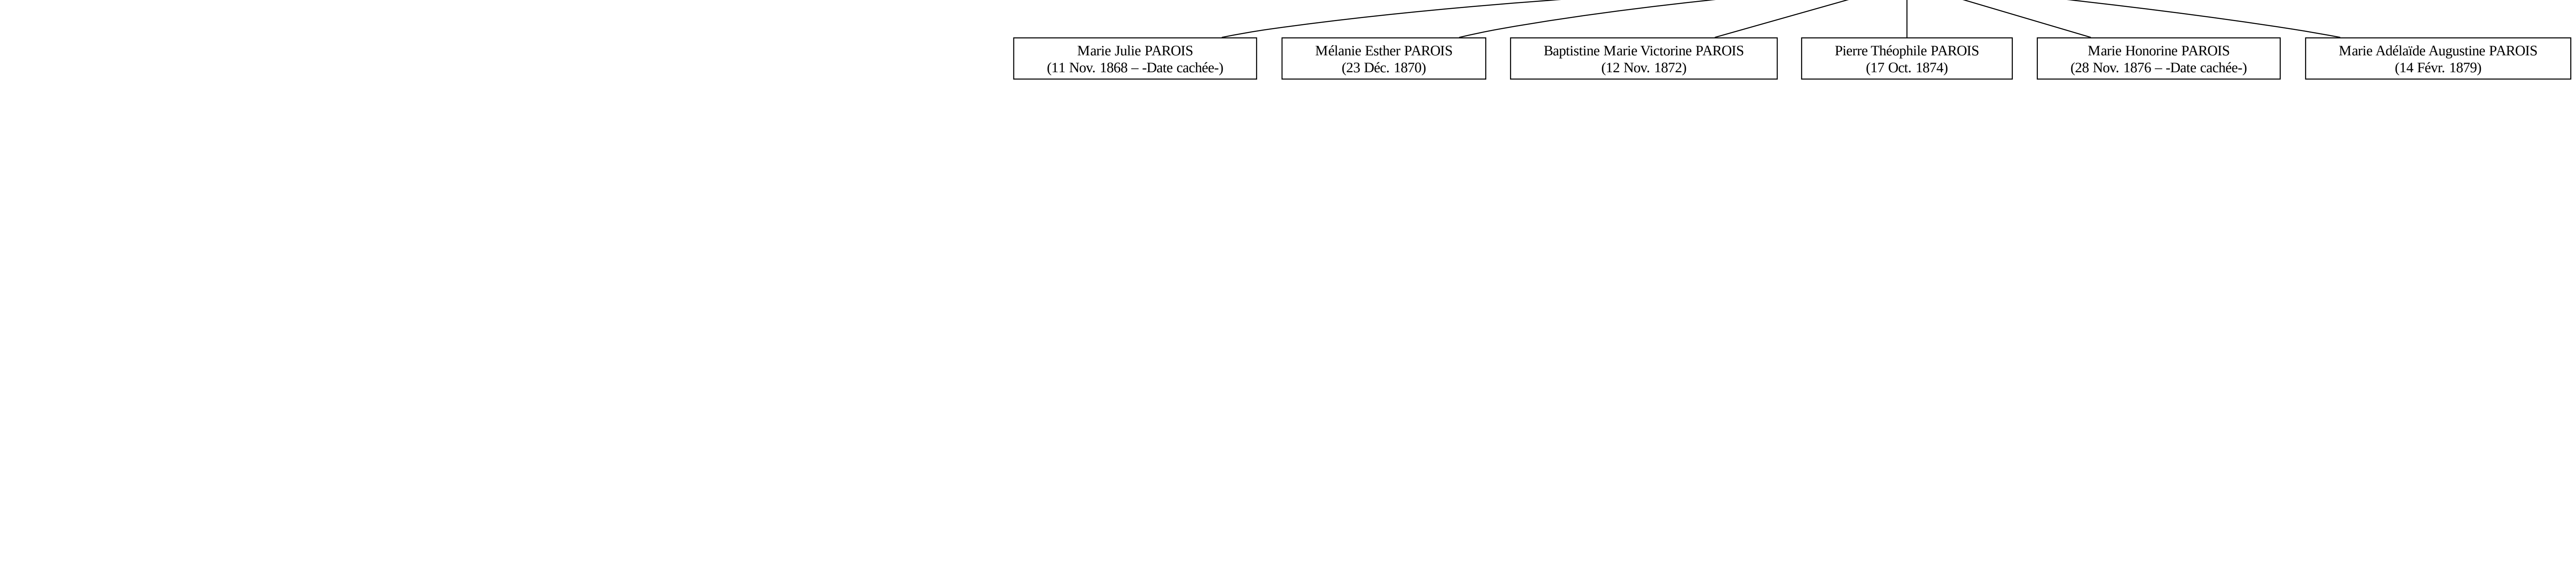 Marie Julie PAROIS
(11 Nov. 1868 – -Date cachée-)
Mélanie Esther PAROIS
(23 Déc. 1870)
Baptistine Marie Victorine PAROIS
(12 Nov. 1872)
Pierre Théophile PAROIS
(17 Oct. 1874)
Marie Honorine PAROIS
(28 Nov. 1876 – -Date cachée-)
Marie Adélaïde Augustine PAROIS
(14 Févr. 1879)